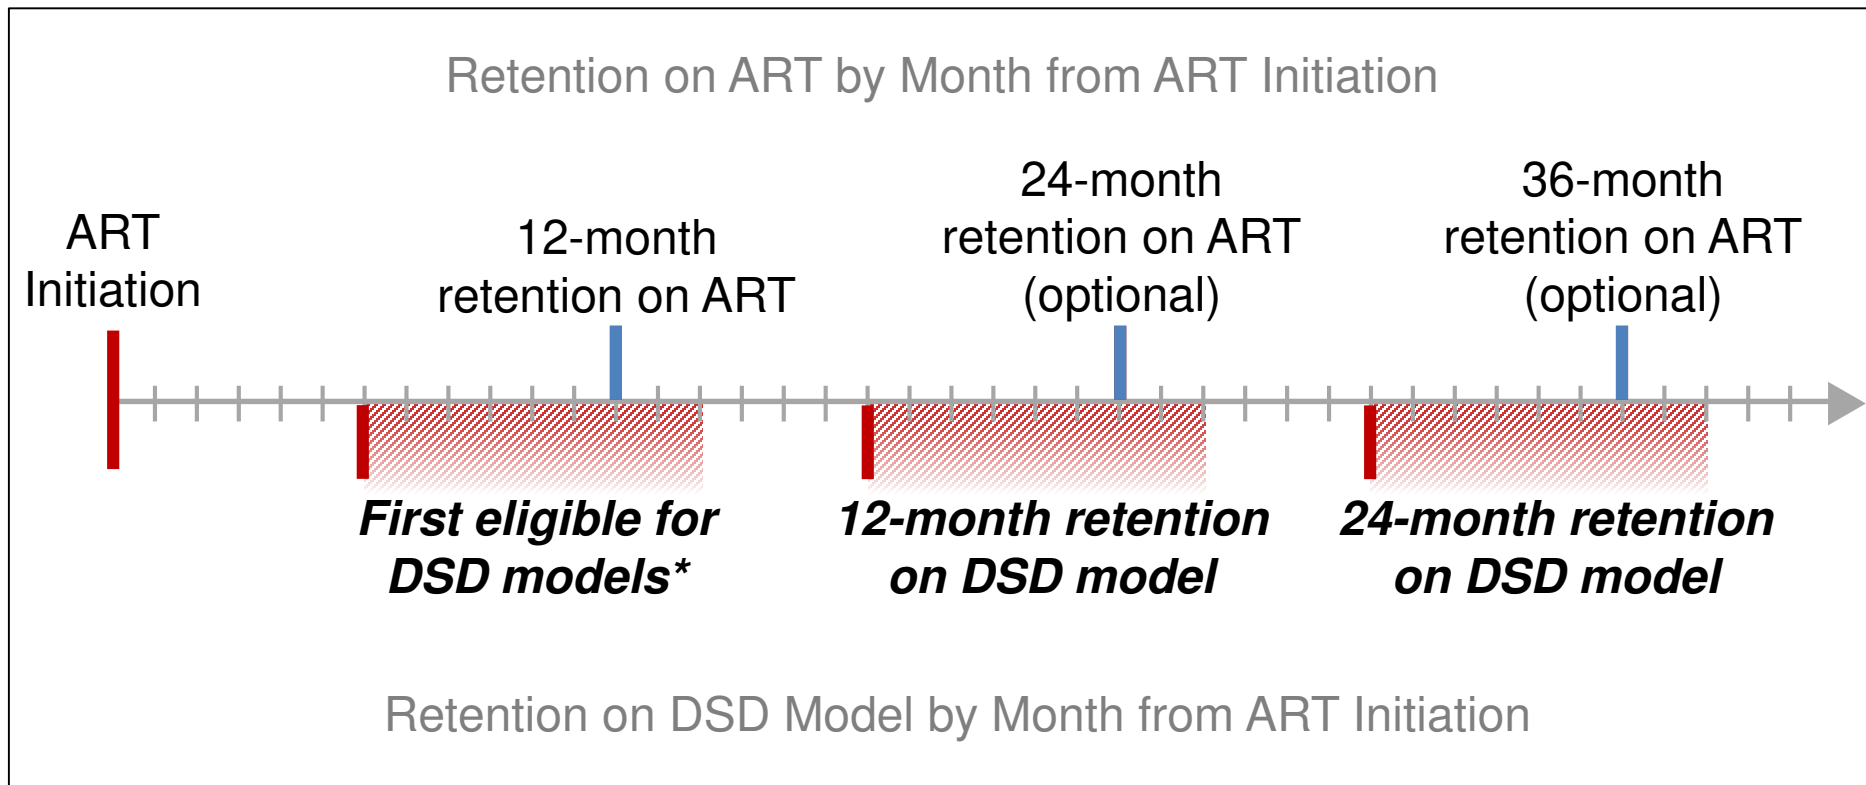 Retention on ART by Month from ART Initiation
ART
Initiation
12-month
retention on ART
24-month
retention on ART
(optional)
36-month
retention on ART
(optional)
First eligible for
DSD models*
12-month retention
on DSD model
24-month retention
on DSD model
Retention on DSD Model by Month from ART Initiation